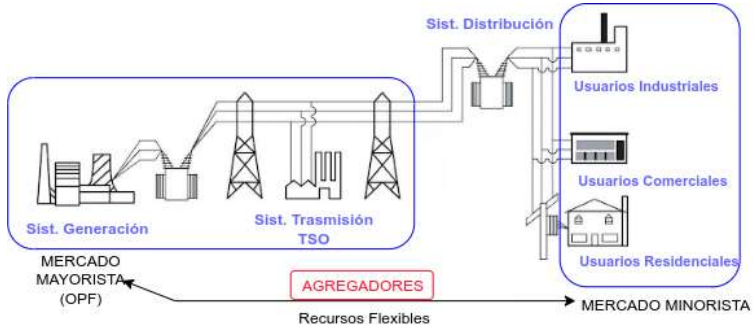 Sist. Distribución
Usuarios Industriales
Usuarios Comerciales
Sist. Generación
Sist. Trasmisión
TSO
Usuarios Residenciales
MERCADO
MAYORISTA
(OPF)
AGREGADORES
MERCADO MINORISTA
Recursos Flexibles